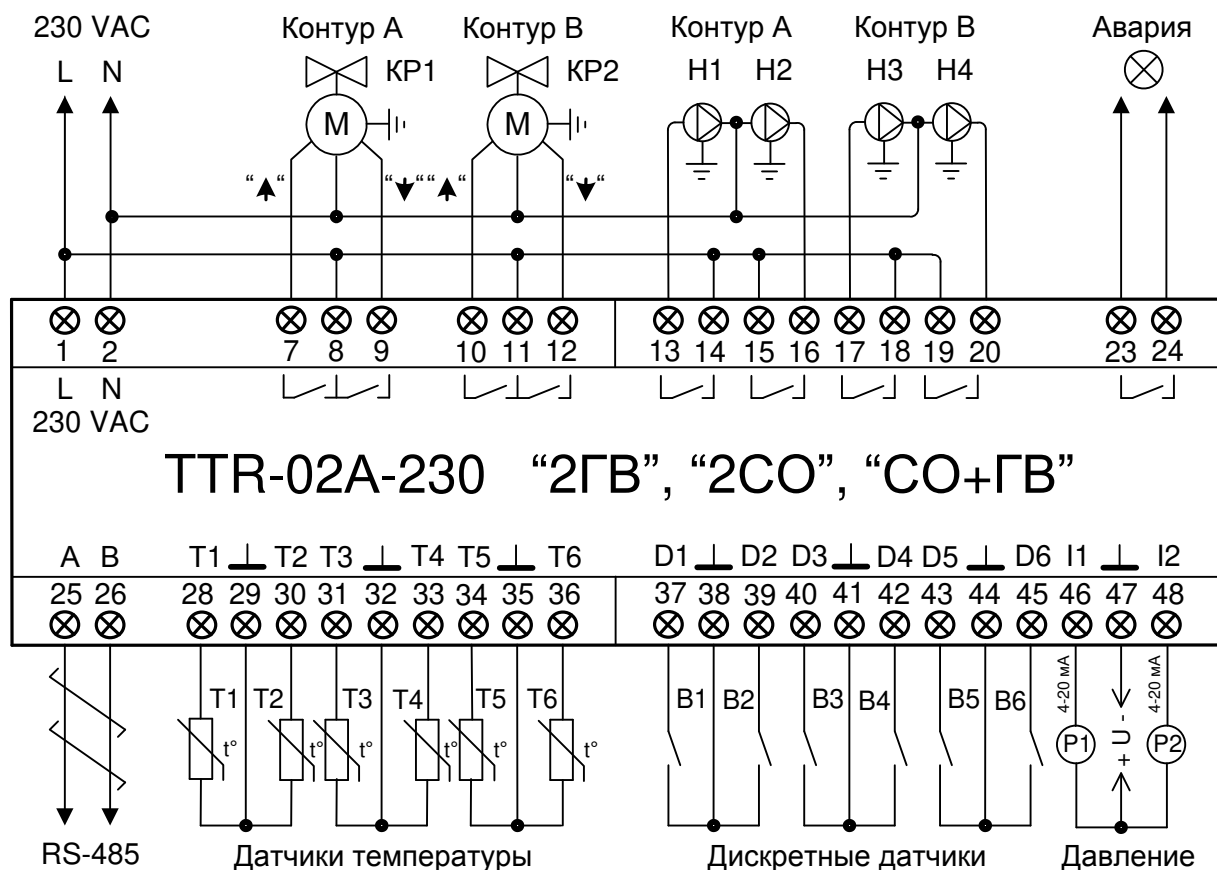 230 VAC Контур А Контур В Контур А Контур В Авария
L N КР1 КР2 Н1 Н2 Н3 Н4
M M
“ “ “ “ “ “ “ “
1 2 7 8 9 10 11 12 13 14 15 16 17 18 19 20 23 24
L N
230 VAC
TTR-02A-230 “2ГВ”, “2СО”, “СО+ГВ”
A B T1 T2 T3 T4 T5 T6 D1 D2 D3 D4 D5 D6 I1 I2
25 26 28 29 30 31 32 33 34 35 36 37 38 39 40 41 42 43 44 45 46 47 48
T1 T2 T3 T4 T5 T6 B1 B2 B3 B4 B5 B6 4-20 мА + U - 4-20 мА
t° t° t° t° t° t° P1 P2
RS-485 Датчики температуры Дискретные датчики Давление